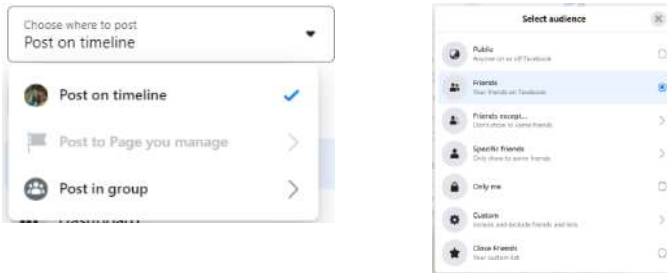 Choose where to post
Post on timeline
Post on timeline
Post to Page you manage
Post in group
Select audience
Public
Anyone on or off Facebook
Friends
Your friends on Facebook
Friends except...
Don't show to some friends
Specific friends
Only show to some friends
Only me
Custom
Include and exclude friends and lists
Close Friends
Your custom list